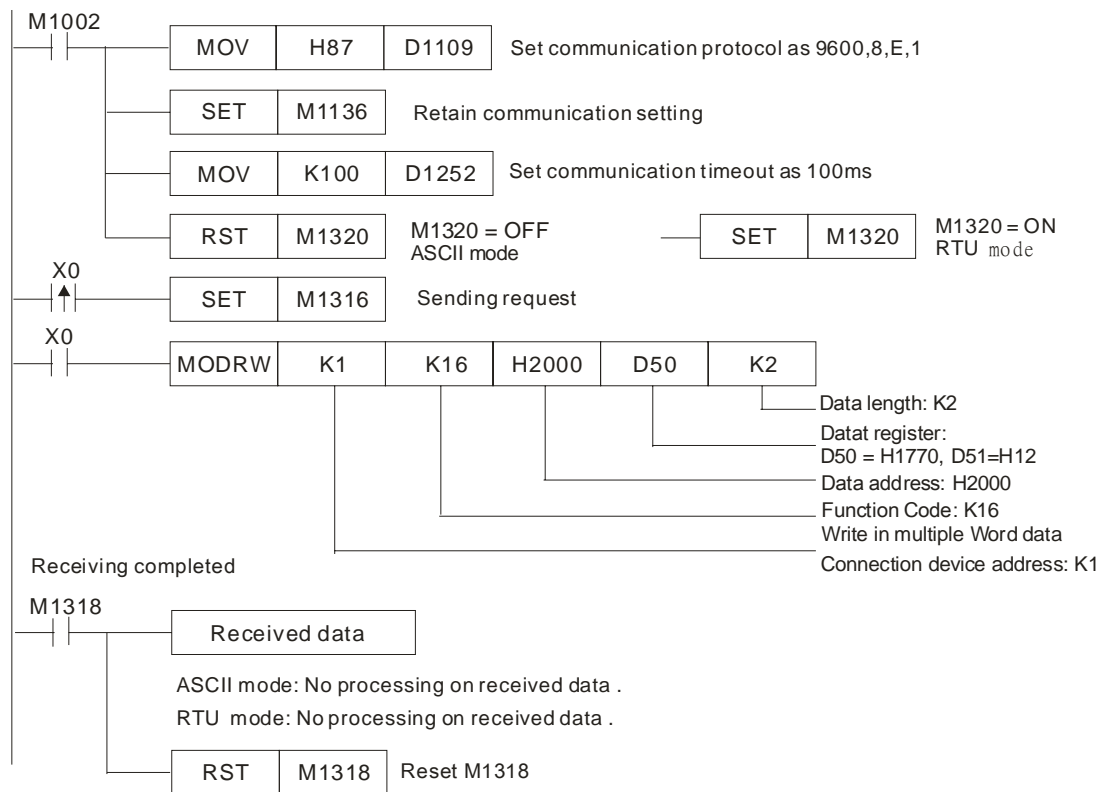 M1002
MOV H87 D1109 Set communication protocol as 9600,8,E,1
SET M1136 Retain communication setting
MOV K100 D1252 Set communication timeout as 100ms
RST M1320 M1320 = OFF
ASCII mode
SET M1320 M1320 = ON
RTU mode
X0
SET M1316 Sending request
X0
MODRW K1 K16 H2000 D50 K2
Data length: K2
Datat register:
D50 = H1770, D51=H12
Data address: H2000
Function Code: K16
Write in multiple Word data
Connection device address: K1
Receiving completed
M1318
Received data
ASCII mode: No processing on received data .
RTU mode: No processing on received data .
RST M1318 Reset M1318